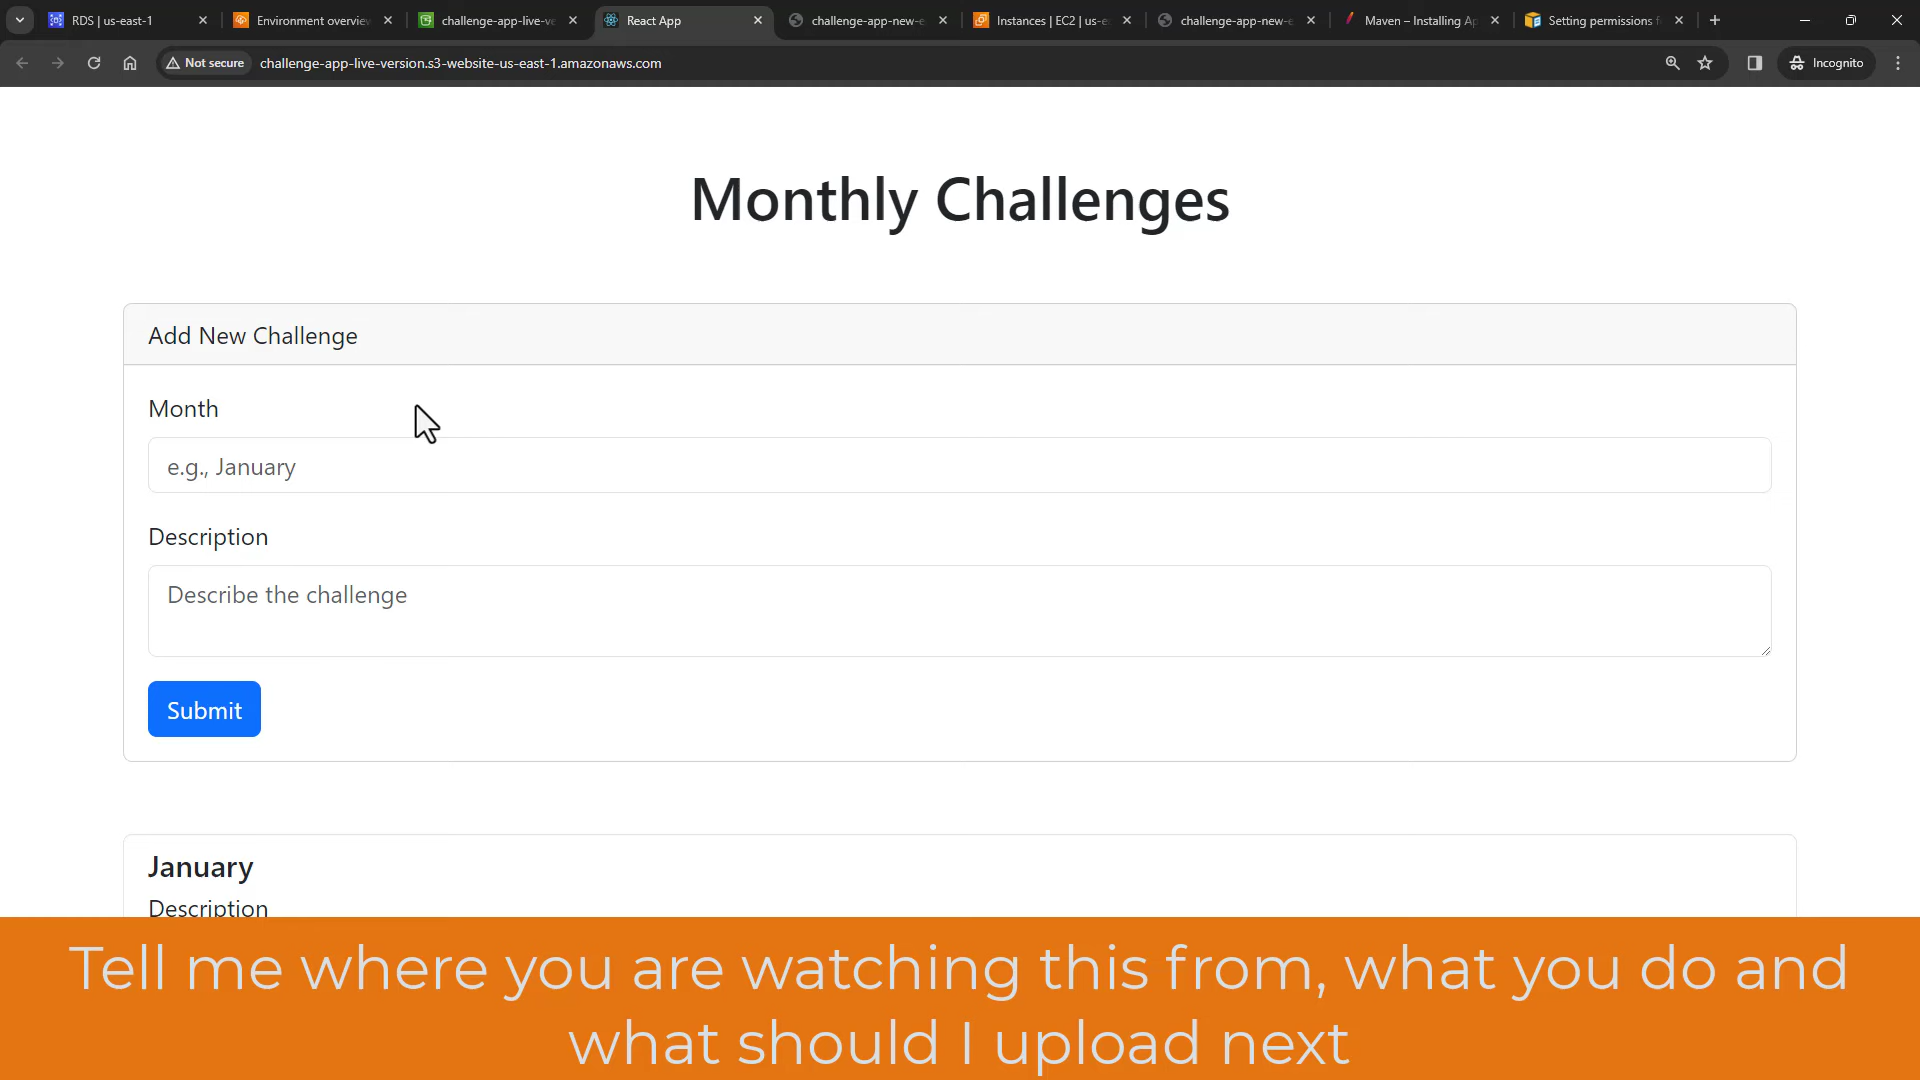 RDS | us-east-1
Environment overview
challenge-app-live-ve
React App
challenge-app-new-e
Instances | EC2 | us-e
challenge-app-new-e
Maven – Installing Ap
Setting permissions f
Not secure
challenge-app-live-version.s3-website-us-east-1.amazonaws.com
Incognito
Monthly Challenges
Add New Challenge
Month
e.g., January
Description
Describe the challenge
Submit
January
Description
Tell me where you are watching this from, what you do and
what should I upload next